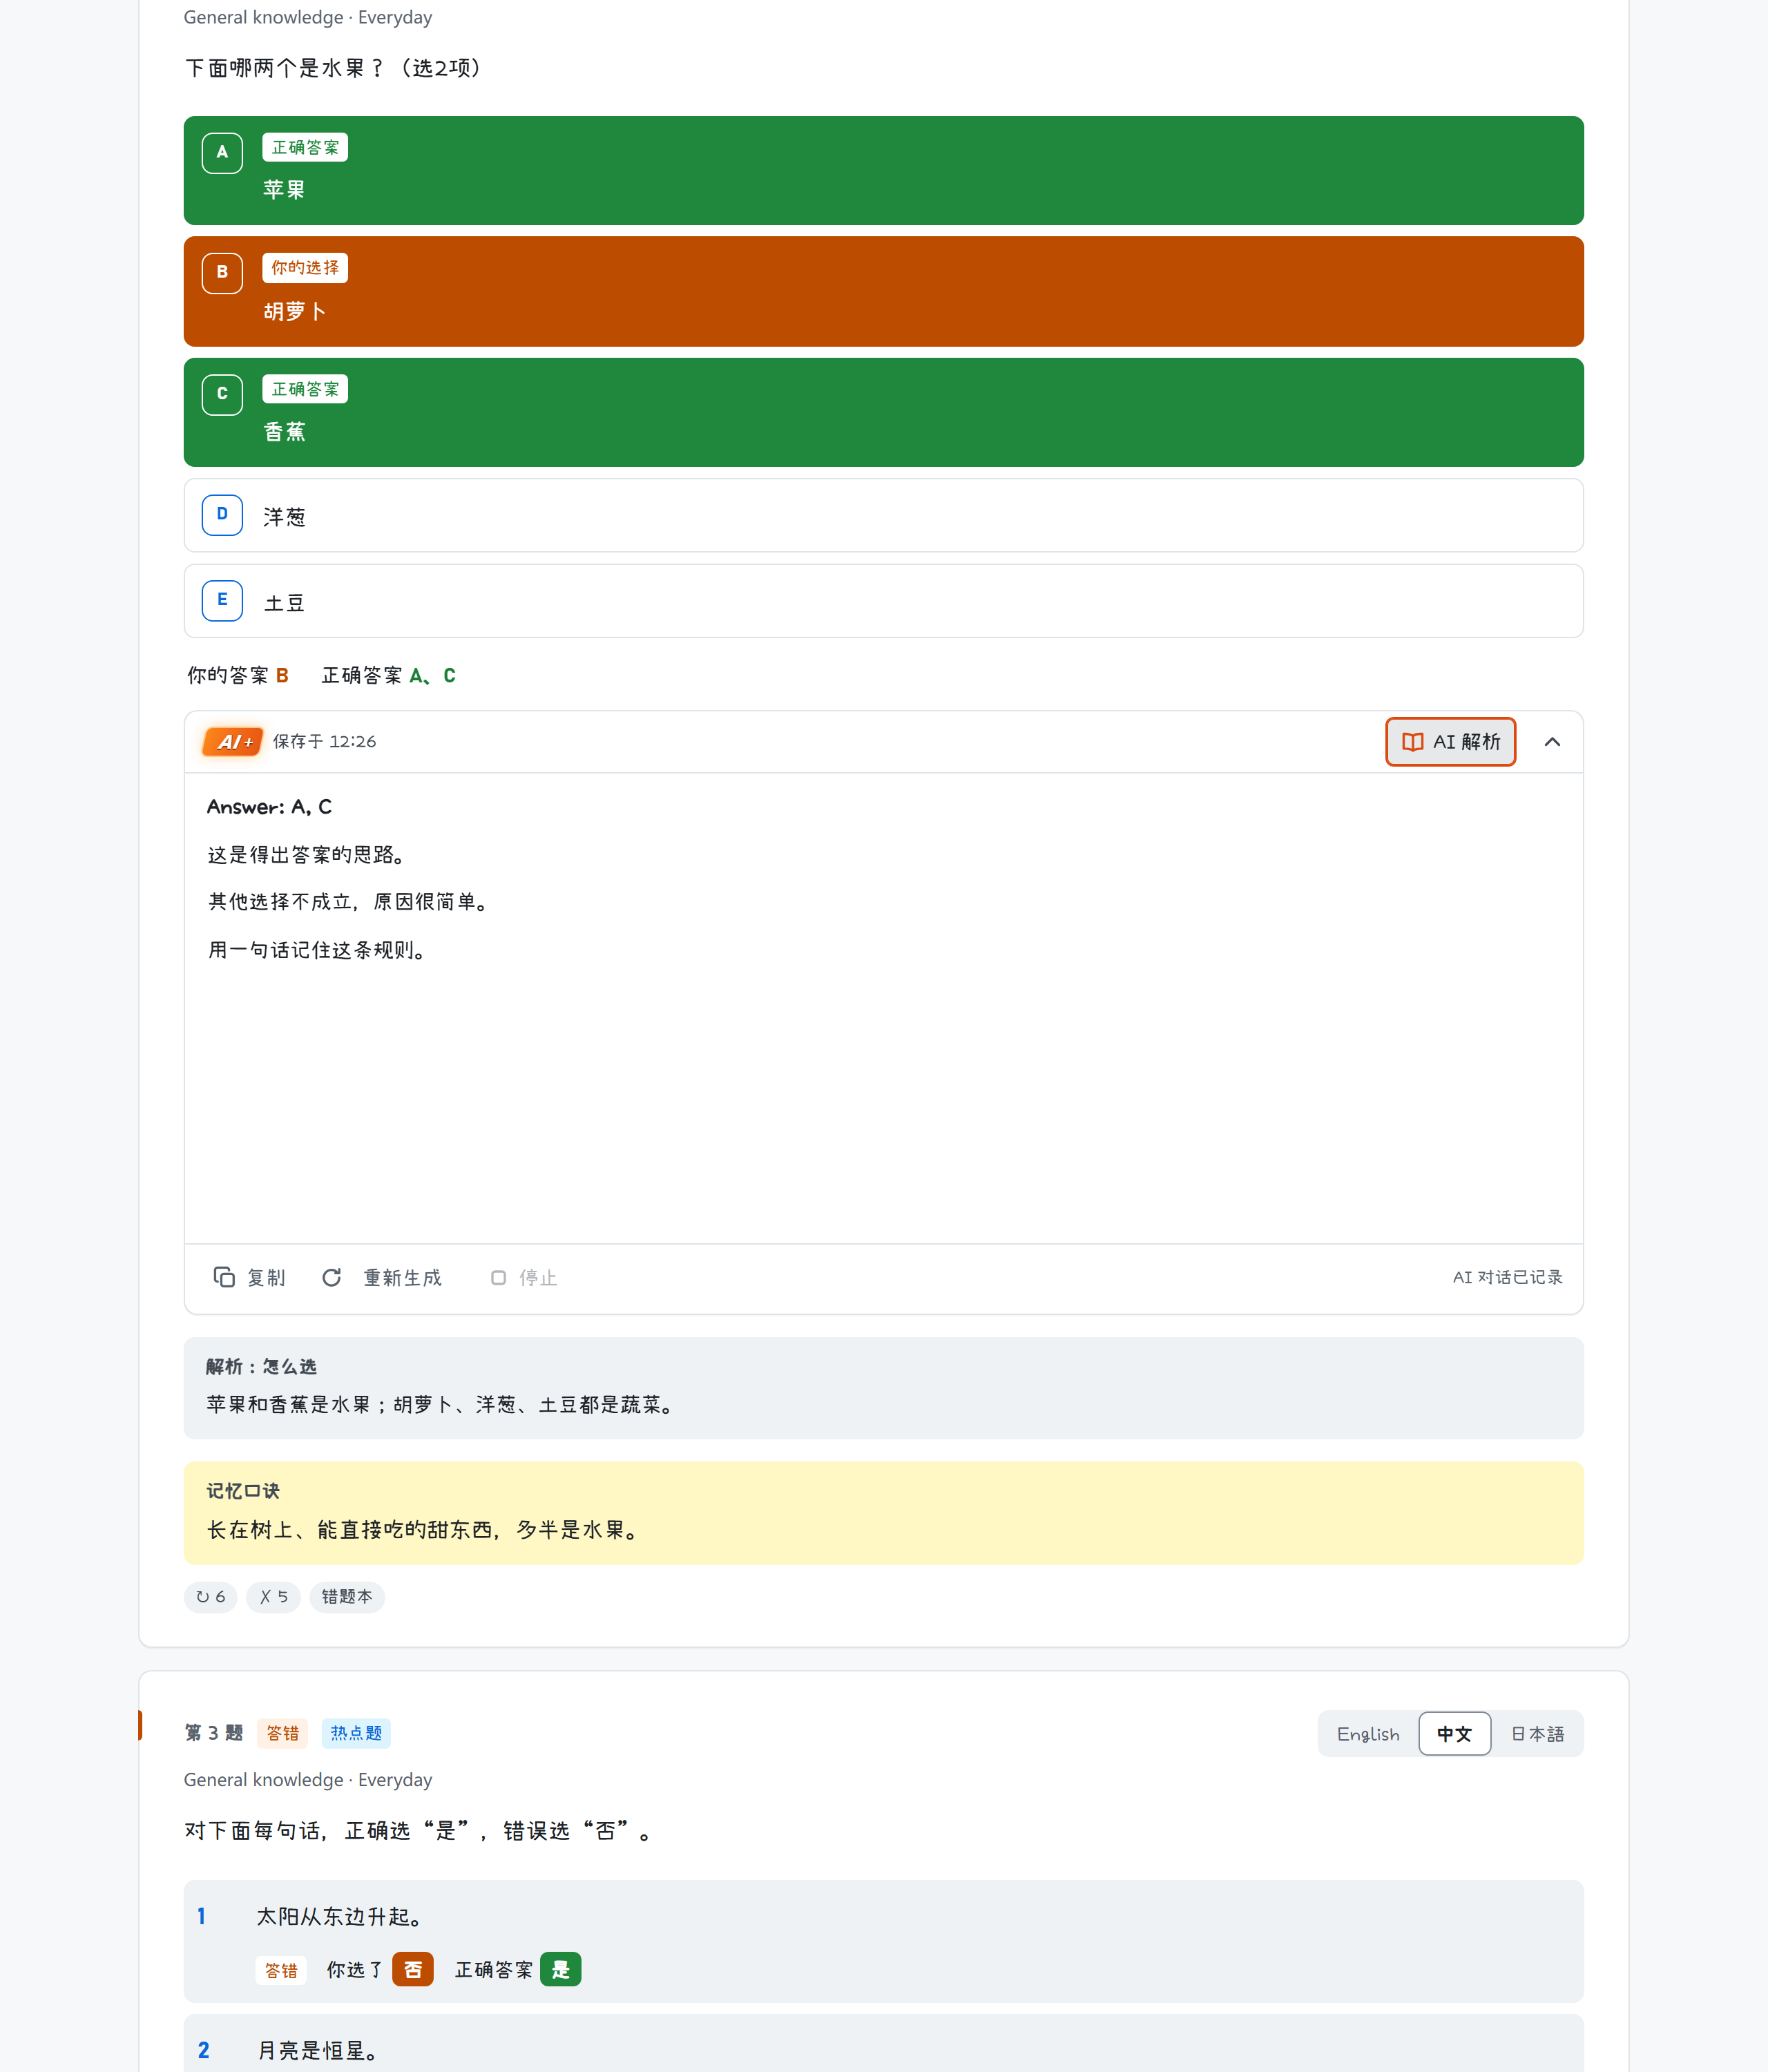 General knowledge · Everyday
下面哪两个是水果？（选2项）
A 正确答案
苹果
B 你的选择
胡萝卜
C 正确答案
香蕉
D 洋葱
E 土豆
你的答案 B 正确答案 A、C
AI+ 保存于 12:26 AI 解析
Answer: A, C
这是得出答案的思路。
其他选择不成立，原因很简单。
用一句话记住这条规则。
复制 重新生成 停止 AI 对话已记录
解析：怎么选
苹果和香蕉是水果；胡萝卜、洋葱、土豆都是蔬菜。
记忆口诀
长在树上、能直接吃的甜东西，多半是水果。
↻ 6 ✗ 5 错题本
第 3 题 答错 热点题 English 中文 日本語
General knowledge · Everyday
对下面每句话，正确选“是”，错误选“否”。
1 太阳从东边升起。
答错 你选了 否 正确答案 是
2 月亮是恒星。